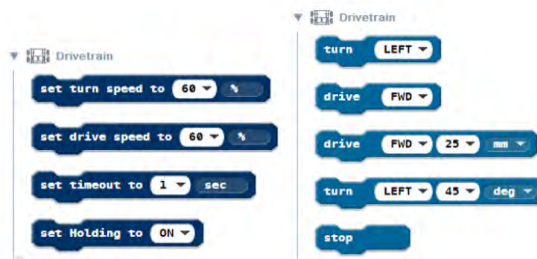 Drivetrain
set turn speed to 60 %
set drive speed to 60 %
set timeout to 1 sec
set Holding to ON
Drivetrain
turn LEFT
drive FWD
drive FWD 25 mm
turn LEFT 45 deg
stop